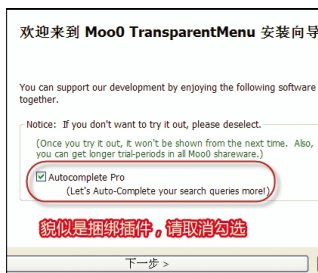 欢迎来到 Moo0 TransparentMenu 安装向导
You can support our development by enjoying the following software
together.
Notice: If you don't want to try it out, please deselect.
(Once you try it out, it won't be shown from the next time. Also,
you can get longer trial-periods in all Moo0 shareware.)
Autocomplete Pro
(Let's Auto-Complete your search queries more!)
貌似是捆绑插件，请取消勾选
下一步 >